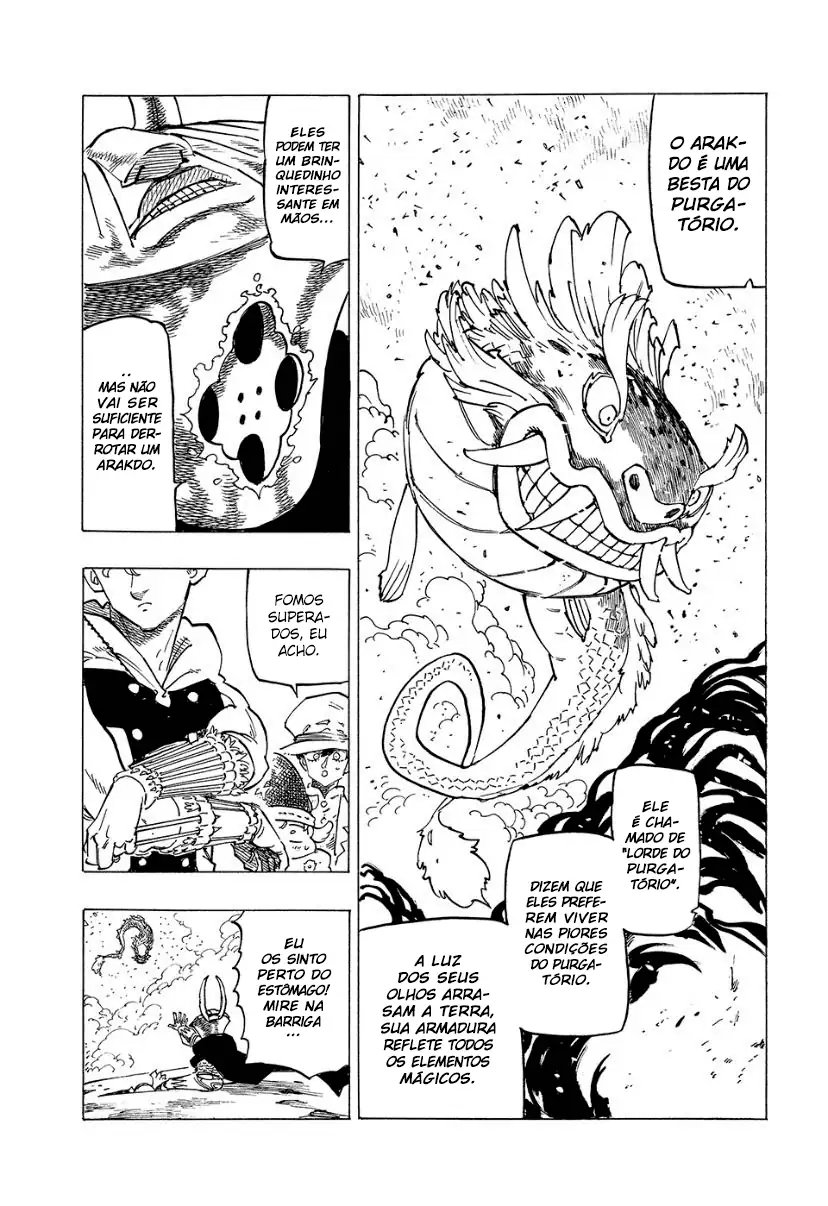 O ARAK-
DO É UMA
BESTA DO
PURGA-
TÓRIO.
ELE
É CHA-
MADO DE
"LORDE DO
PURGA-
TÓRIO".
DIZEM QUE
ELES PREFE-
REM VIVER
NAS PIORES
CONDIÇÕES
DO PURGA-
TÓRIO.
A LUZ
DOS SEUS
OLHOS ARRA-
SAM A TERRA,
SUA ARMADURA
REFLETE TODOS
OS ELEMENTOS
MÁGICOS.
ELES
PODEM TER
UM BRIN-
QUEDINHO
INTERES-
SANTE EM
MÃOS...
..
MAS NÃO
VAI SER
SUFICIENTE
PARA DER-
ROTAR UM
ARAKDO.
FOMOS
SUPERA-
DOS, EU
ACHO.
EU
OS SINTO
PERTO DO
ESTÔMAGO!
MIRE NA
BARRIGA
...